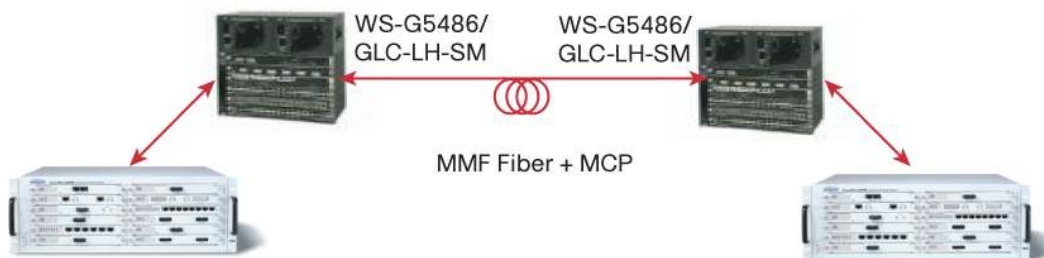 WS-G5486/
GLC-LH-SM
WS-G5486/
GLC-LH-SM
MMF Fiber + MCP